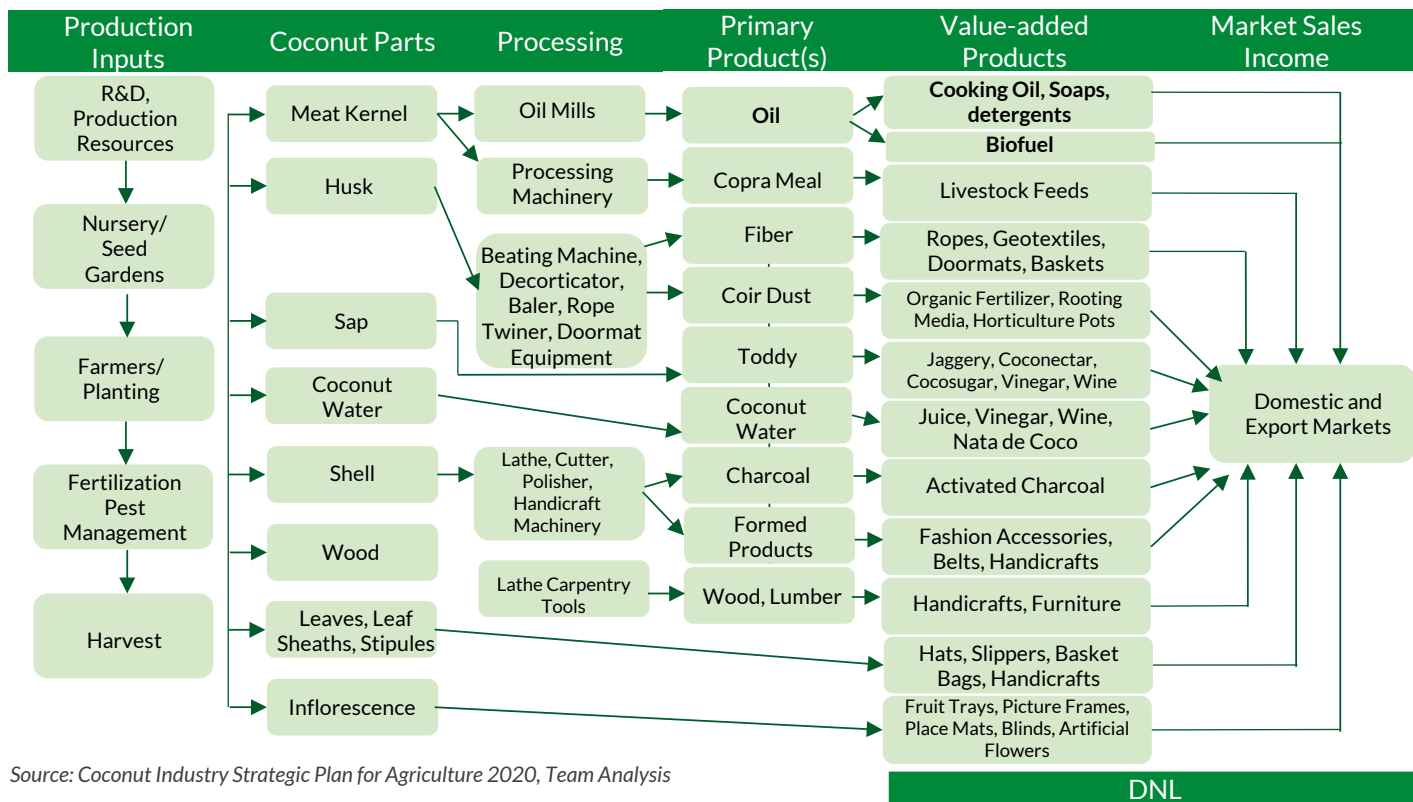 Production
Inputs
Coconut Parts
Processing
Primary
Product(s)
Value-added
Products
Market Sales
Income
R&D,
Production
Resources
Nursery/
Seed
Gardens
Farmers/
Planting
Fertilization
Pest
Management
Harvest
Meat Kernel
Husk
Sap
Coconut
Water
Shell
Wood
Leaves, Leaf
Sheaths, Stipules
Inflorescence
Oil Mills
Processing
Machinery
Beating Machine,
Decorticator,
Baler, Rope
Twiner, Doormat
Equipment
Lathe, Cutter,
Polisher,
Handicraft
Machinery
Lathe Carpentry
Tools
Oil
Copra Meal
Fiber
Coir Dust
Toddy
Coconut
Water
Charcoal
Formed
Products
Wood, Lumber
Cooking Oil, Soaps,
detergents
Biofuel
Livestock Feeds
Ropes, Geotextiles,
Doormats, Baskets
Organic Fertilizer, Rooting
Media, Horticulture Pots
Jaggery, Coconectar,
Cocosugar, Vinegar, Wine
Juice, Vinegar, Wine,
Nata de Coco
Activated Charcoal
Fashion Accessories,
Belts, Handicrafts
Handicrafts, Furniture
Hats, Slippers, Basket
Bags, Handicrafts
Fruit Trays, Picture Frames,
Place Mats, Blinds, Artificial
Flowers
Domestic and
Export Markets
Source: Coconut Industry Strategic Plan for Agriculture 2020, Team Analysis
DNL